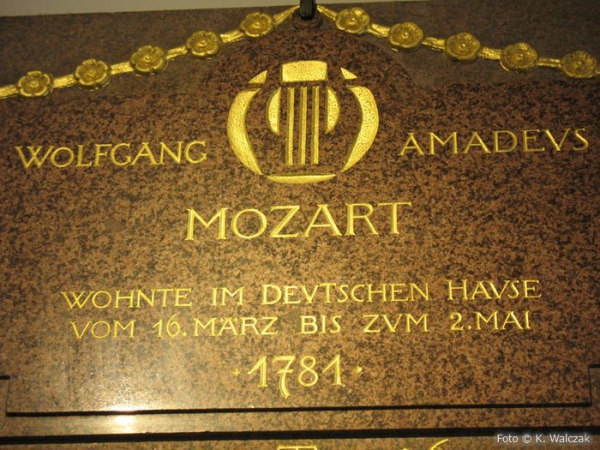 WOLFGANG AMADEVS
MOZART
WOHNTE IM DEVTSCHEN HAVSE
VOM 16. MÄRZ BIS ZVM 2. MAI
· 1781 ·
Foto © K. Walczak